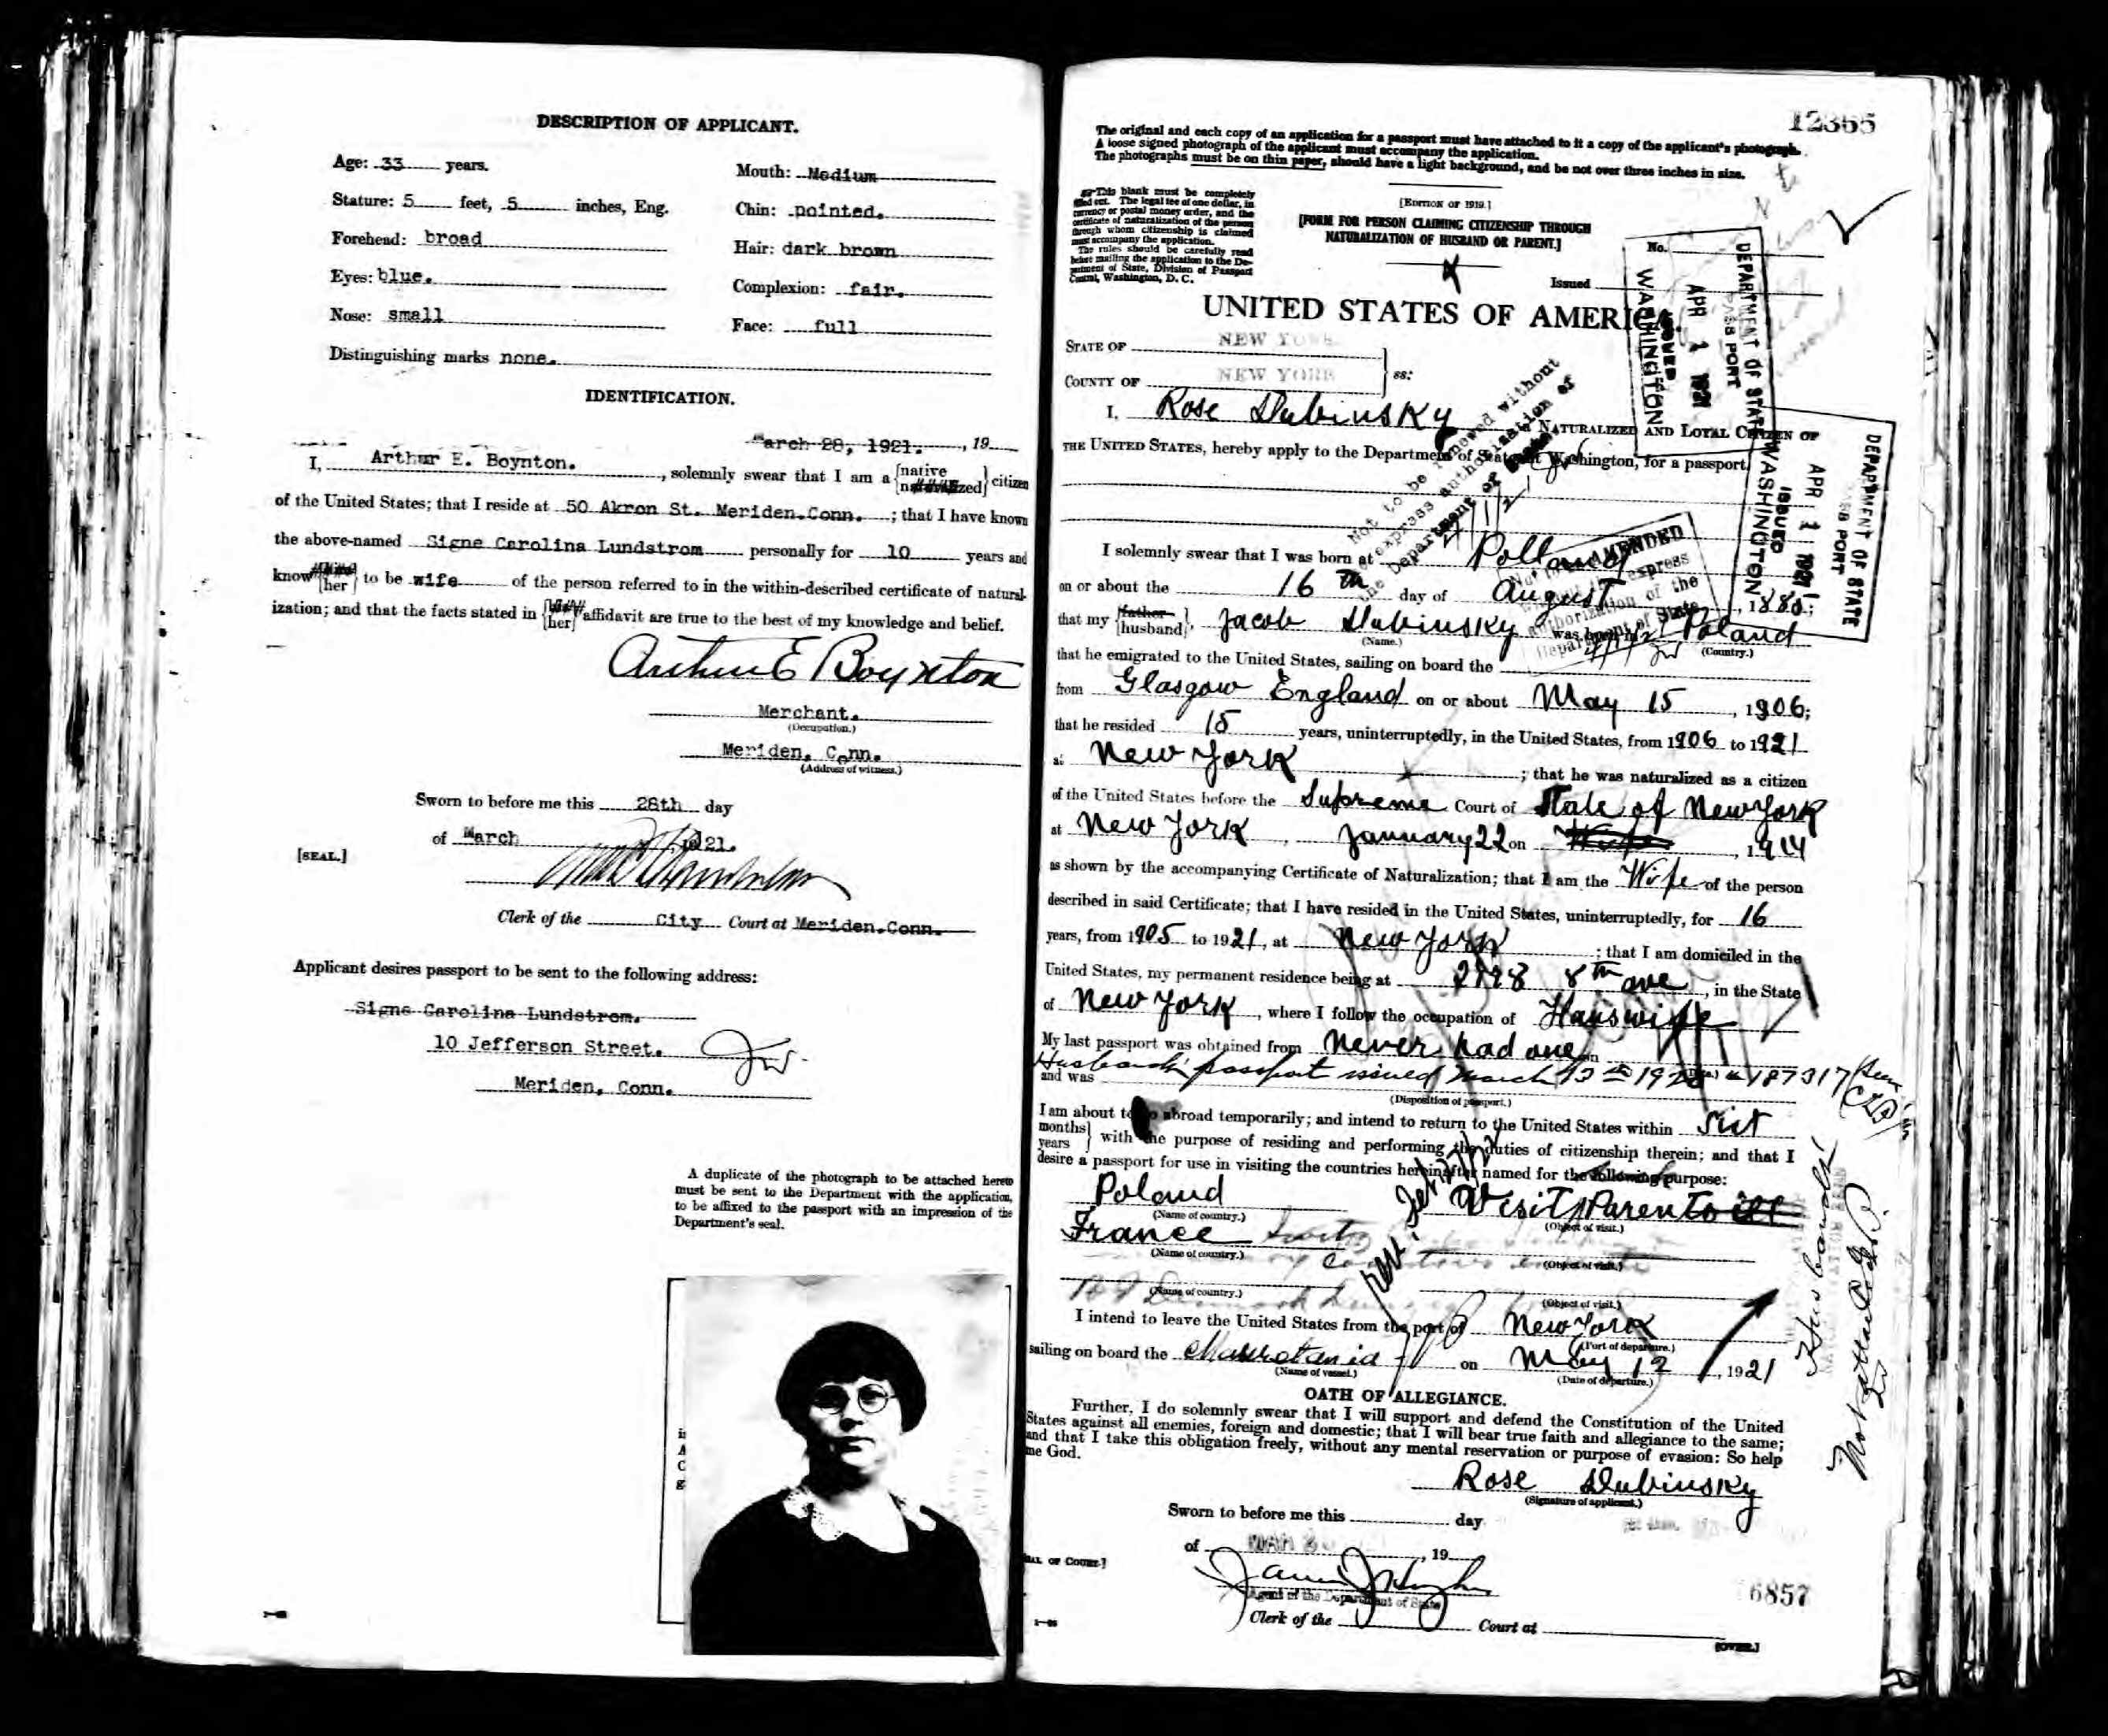 DESCRIPTION OF APPLICANT.
Age: 33 years.
Mouth: Medium
Stature: 5 feet, 5 inches, Eng.
Chin: pointed.
Forehead: broad
Hair: dark brown
Eyes: blue.
Complexion: fair.
Nose: small
Face: full
Distinguishing marks none.
IDENTIFICATION.
March 28, 1921. , 19
I, Arthur E. Boynton. , solemnly swear that I am a {native naturalized} citizen
of the United States; that I reside at 50 Akron St. Meriden.Conn. ; that I have known
the above-named Signe Carolina Lundstrom personally for 10 years and
know {her} to be wife of the person referred to in the within-described certificate of natural-
ization; and that the facts stated in {her} affidavit are true to the best of my knowledge and belief.
Arthur E Boynton
Merchant.
(Occupation.)
Meriden, Conn.
(Address of witness.)
Sworn to before me this 28th day
of March , 1921.
[SEAL.]
Clerk of the City Court at Meriden.Conn.
Applicant desires passport to be sent to the following address:
Signe Carolina Lundstrom.
10 Jefferson Street.
Meriden, Conn.
A duplicate of the photograph to be attached hereto
must be sent to the Department with the application,
to be affixed to the passport with an impression of the
Department's seal.
12365
The original and each copy of an application for a passport must have attached to it a copy of the applicant's photograph.
A loose signed photograph of the applicant must accompany the application.
The photographs must be on thin paper, should have a light background, and be not over three inches in size.
This blank must be completely
filled out. The legal fee of one dollar, in
currency or postal money order, and the
certificate of naturalization of the person
through whom citizenship is claimed
must accompany the application.
The rules should be carefully read
before mailing the application to the De-
partment of State, Division of Passport
Control, Washington, D. C.
[EDITION OF 1919.]
[FORM FOR PERSON CLAIMING CITIZENSHIP THROUGH
NATURALIZATION OF HUSBAND OR PARENT.]
No.
Issued
DEPARTMENT OF STATE
PASSPORT
APR 1 1921
ISSUED
WASHINGTON
UNITED STATES OF AMERICA
STATE OF NEW YORK
COUNTY OF NEW YORK
ss:
I, Rose Dubinsky NATURALIZED AND LOYAL CITIZEN OF
THE UNITED STATES, hereby apply to the Department of State at Washington, for a passport
Not to be renewed without
express authorization of
the Department of
DEPARTMENT OF STATE
PASSPORT
APR 1 1921
ISSUED
WASHINGTON
AMENDED
I solemnly swear that I was born at Polland
on or about the 16 th day of August , 1880;
that my {father husband}, Jacob Dubinsky was born in Poland
(Name.) (Country.)
that he emigrated to the United States, sailing on board the
from Glasgow England on or about May 15 , 1906;
that he resided 15 years, uninterruptedly, in the United States, from 1906 to 1921
at New York ; that he was naturalized as a citizen
of the United States before the Supreme Court of State of New York
at New York , January 22 on , 1914
as shown by the accompanying Certificate of Naturalization; that I am the Wife of the person
described in said Certificate; that I have resided in the United States, uninterruptedly, for 16
years, from 1905 to 1921, at New York ; that I am domiciled in the
United States, my permanent residence being at 8th ave , in the State
of New York , where I follow the occupation of Hauswife
My last passport was obtained from Never had one on
and was Husband's passport issued March 187317
(Disposition of passport.)
I am about to go abroad temporarily; and intend to return to the United States within
months years } with the purpose of residing and performing the duties of citizenship therein; and that I
desire a passport for use in visiting the countries hereinafter named for the following purpose:
Poland Visit Parents ill
(Name of country.) (Object of visit.)
France
(Name of country.) (Object of visit.)
(Name of country.) (Object of visit.)
I intend to leave the United States from the port of New York
(Port of departure.)
sailing on board the Mauretania on May 12 , 1921
(Name of vessel.) (Date of departure.)
OATH OF ALLEGIANCE.
Further, I do solemnly swear that I will support and defend the Constitution of the United
States against all enemies, foreign and domestic; that I will bear true faith and allegiance to the same;
and that I take this obligation freely, without any mental reservation or purpose of evasion: So help
me God.
Rose Dubinsky
(Signature of applicant.)
Sworn to before me this day
of MAR , 19
Agent of the Department of State
Clerk of the Court at
6857
[OVER.]